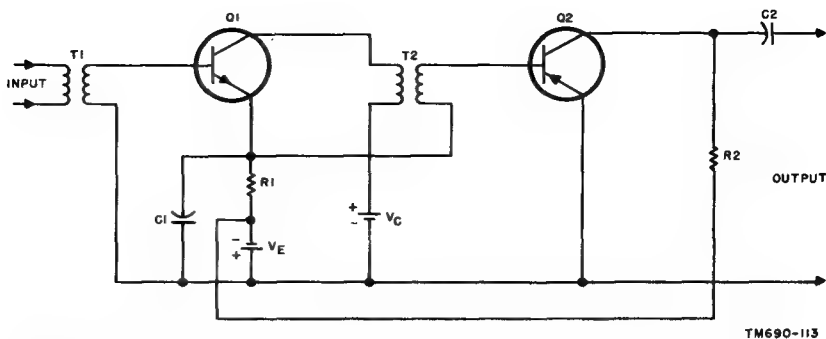 Q1
Q2
C2
T1
T2
INPUT
R1
R2
OUTPUT
C1
+
-
VC
-
+
VE
TM690-113